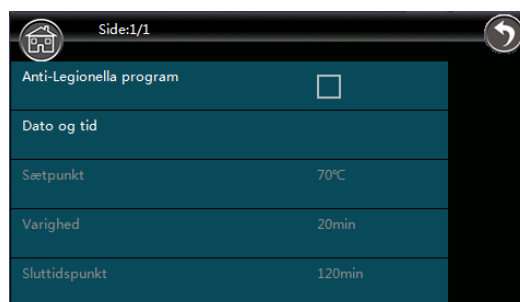 Side:1/1
Anti-Legionella program
Dato og tid
Sætpunkt 70℃
Varighed 20min
Sluttidspunkt 120min